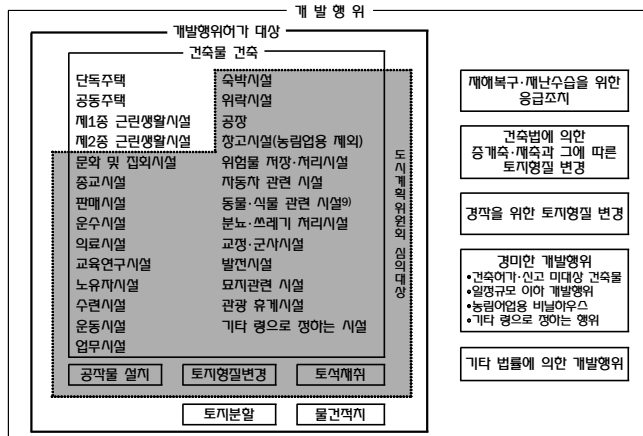 개 발 행 위
개발행위허가 대상
건축물 건축
단독주택
공동주택
제1종 근린생활시설
제2종 근린생활시설
문화 및 집회시설
종교시설
판매시설
운수시설
의료시설
교육연구시설
노유자시설
수련시설
운동시설
업무시설
숙박시설
위락시설
공장
창고시설(농림업용 제외)
위험물 저장·처리시설
자동차 관련 시설
동물·식물 관련 시설9)
분뇨·쓰레기 처리시설
교정·군사시설
발전시설
묘지관련 시설
관광 휴게시설
기타 령으로 정하는 시설
도시계획위원회 심의대상
공작물 설치
토지형질변경
토석채취
토지분할
물건적치
재해복구·재난수습을 위한
응급조치
건축법에 의한
증개축·재축과 그에 따른
토지형질 변경
경작을 위한 토지형질 변경
경미한 개발행위
•건축허가·신고 미대상 건축물
•일정규모 이하 개발행위
•농림어업용 비닐하우스
•기타 령으로 정하는 행위
기타 법률에 의한 개발행위